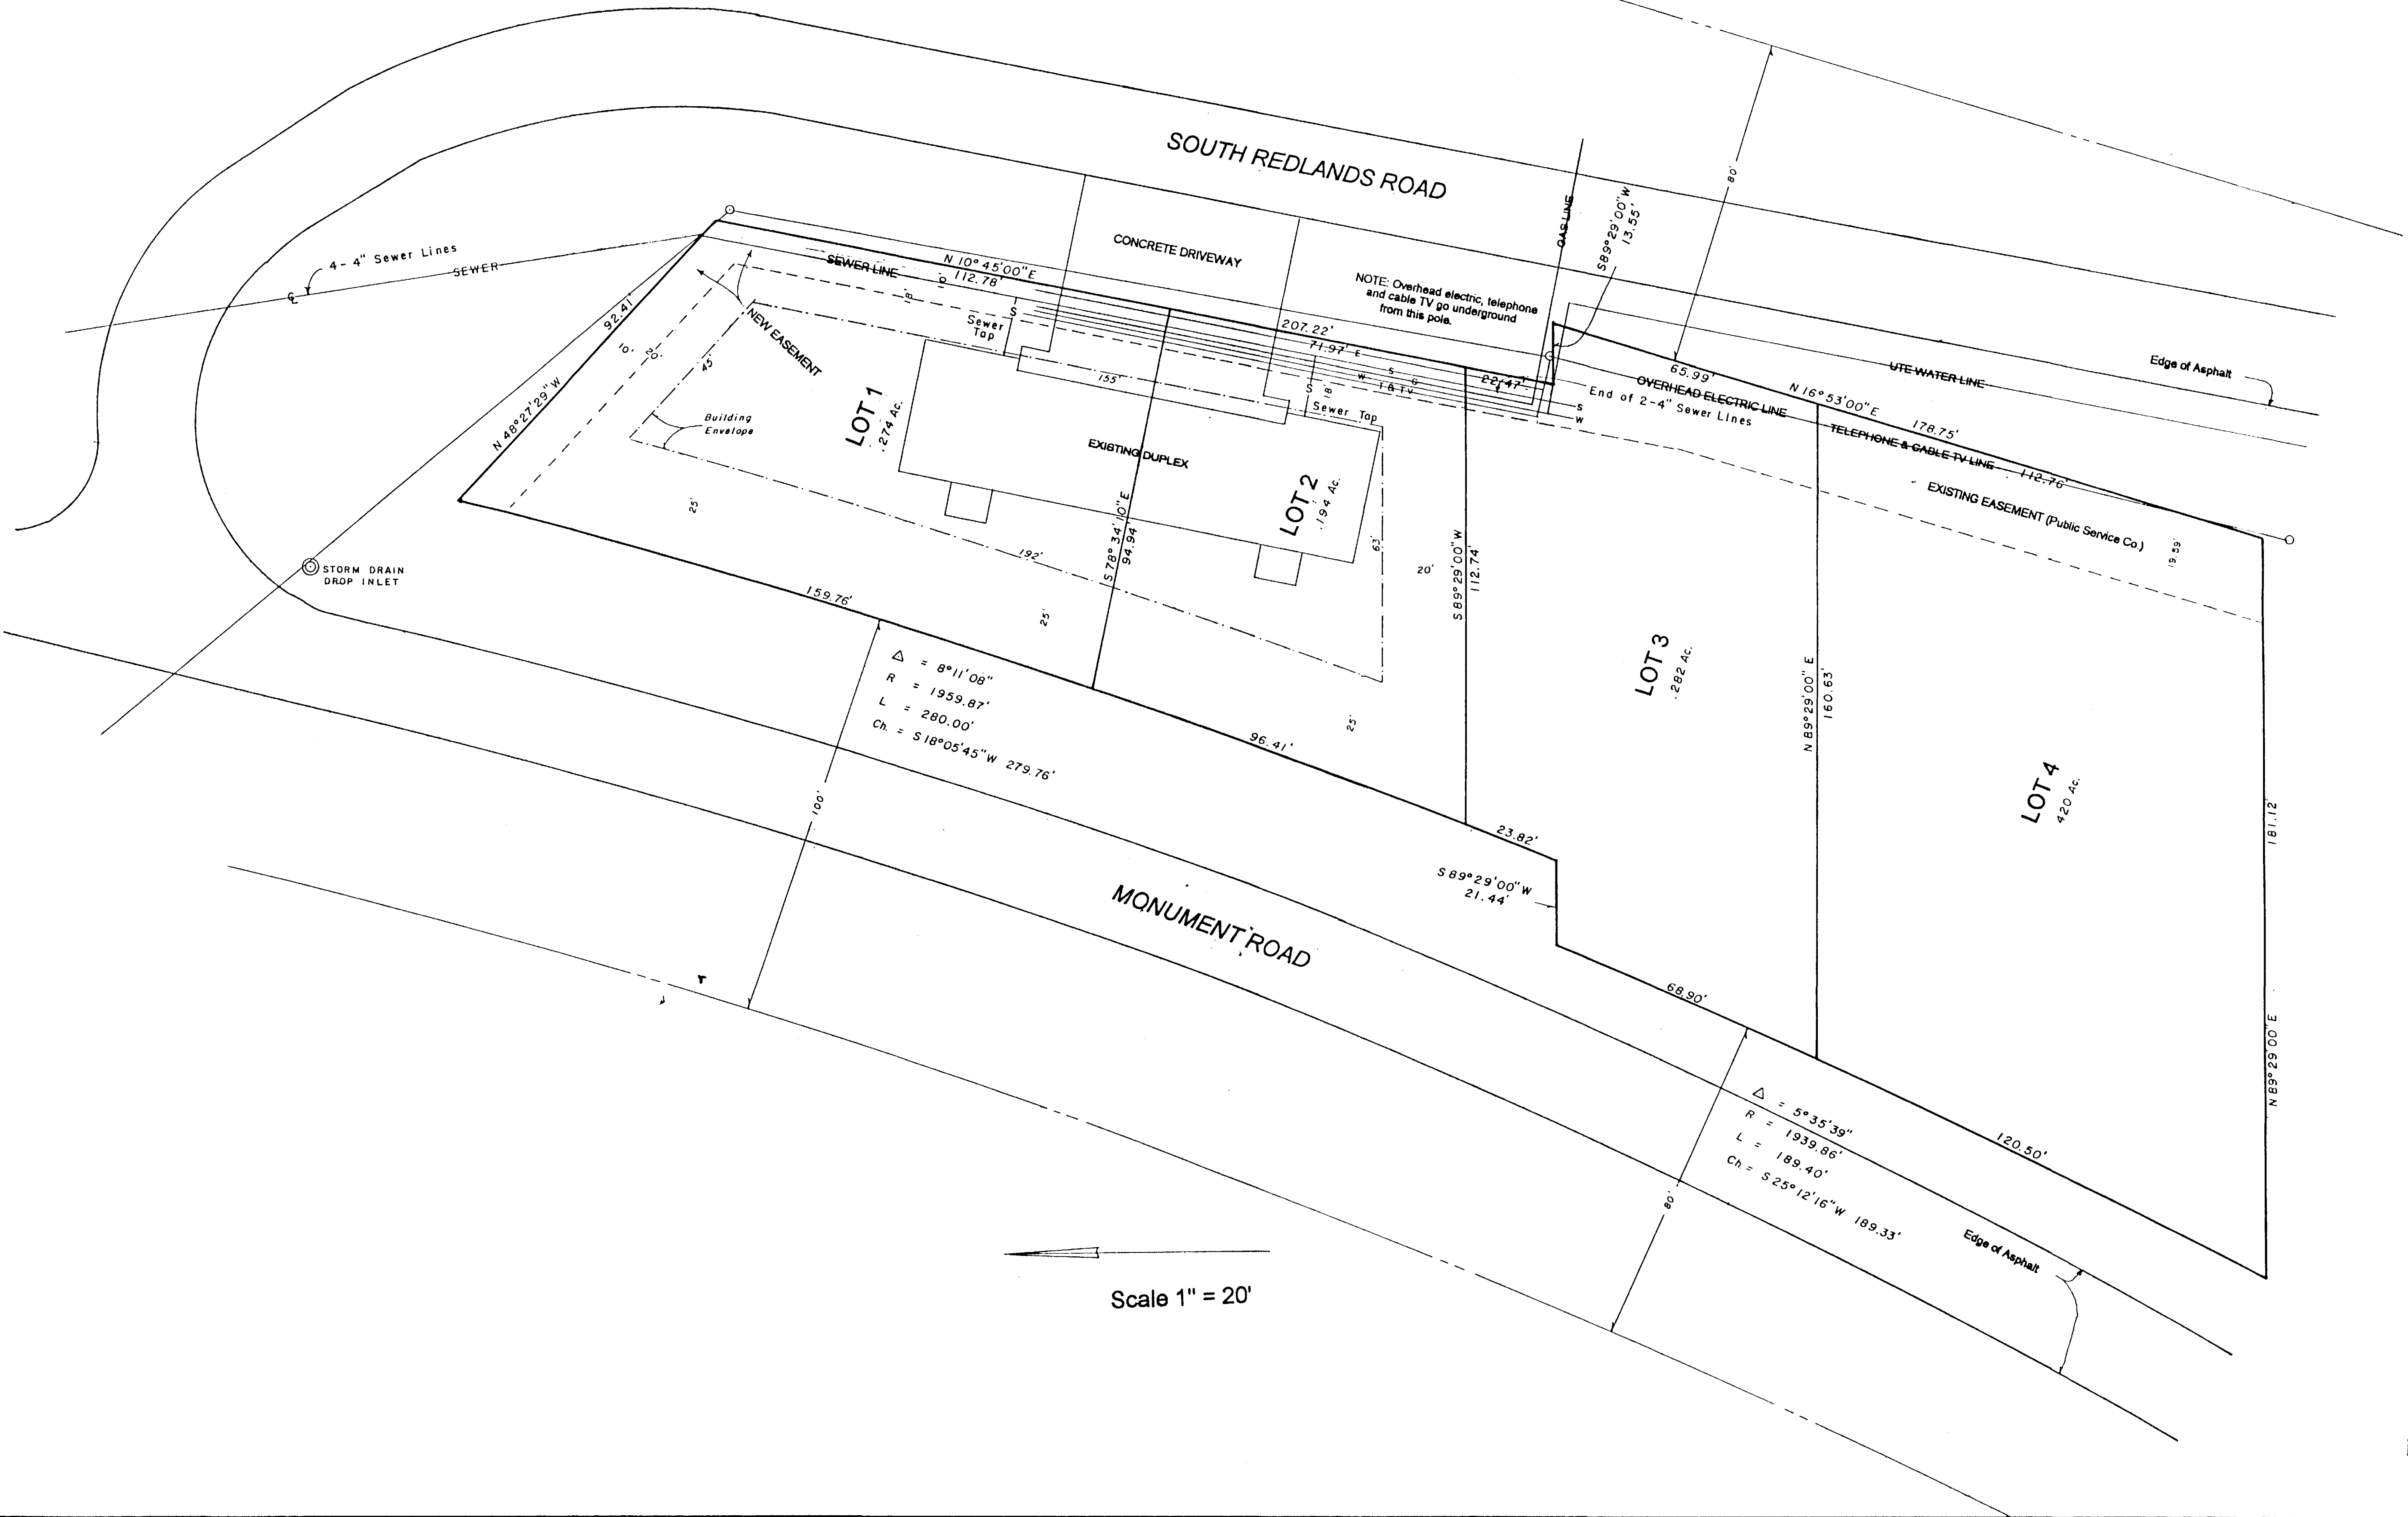 SOUTH REDLANDS ROAD
80'
GAS LINE
S89°29'00"W
13.55'
4-4" Sewer Lines
SEWER
CONCRETE DRIVEWAY
NOTE: Overhead electric, telephone
and cable TV go underground
from this pole.
N 10°45'00"E
112.78'
SEWER LINE
8'
10'
S
Sewer
Tap
NEW EASEMENT
92.41'
N 48°27'29"W
10'
20'
45'
207.22'
71.97'
E
S G
W T & TV
22.47'
S
W
End of 2-4" Sewer Lines
65.99'
OVERHEAD ELECTRIC LINE
N 16°53'00"E
178.75'
UTE WATER LINE
Edge of Asphalt
TELEPHONE & CABLE TV LINE
112.76'
EXISTING EASEMENT (Public Service Co.)
19.59'
S
18'
Sewer Tap
155'
LOT 1
.274 Ac.
Building
Envelope
EXISTING DUPLEX
LOT 2
.194 Ac.
25'
192'
S 78°34'10"E
94.94'
63'
20'
S 89°29'00"W
112.74'
LOT 3
.282 Ac.
N 89°29'00" E
160.63'
LOT 4
.420 Ac.
181.12'
N 89°29'00"E
STORM DRAIN
DROP INLET
159.76'
25'
25'
96.41'
23.82'
S 89°29'00"W
21.44'
68.90'
120.50'
△ = 8°11'08"
R = 1959.87'
L = 280.00'
Ch. = S 18°05'45"W 279.76'
100'
MONUMENT ROAD
△ = 5°35'39"
R = 1939.86'
L = 189.40'
Ch = S 25°12'16"W 189.33'
80'
Edge of Asphalt
Scale 1" = 20'